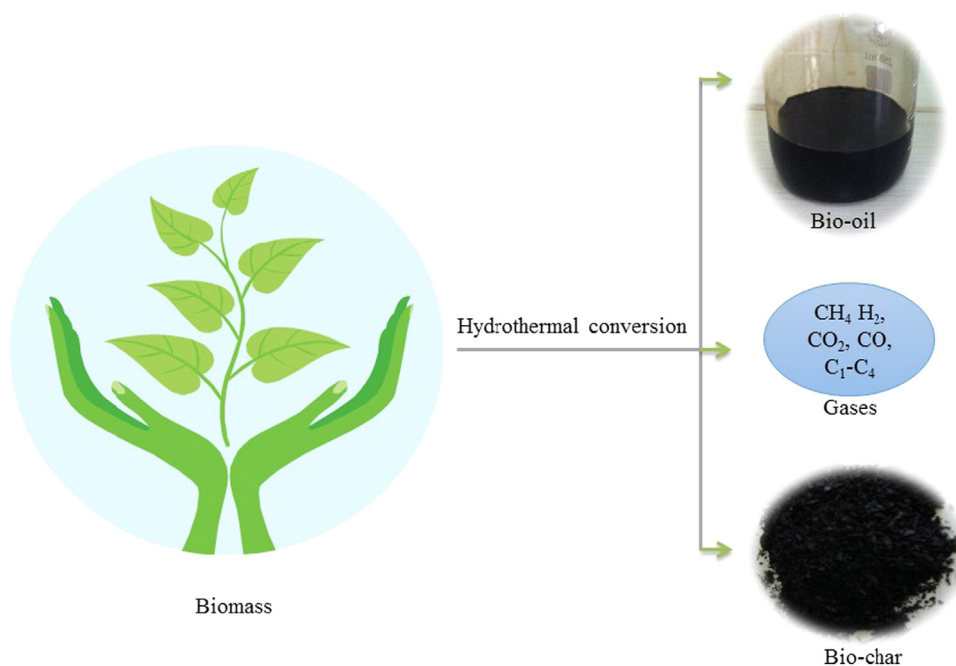 Bio-oil
Hydrothermal conversion
CH₄ H₂,
CO₂, CO,
C₁-C₄
Gases
Biomass
Bio-char